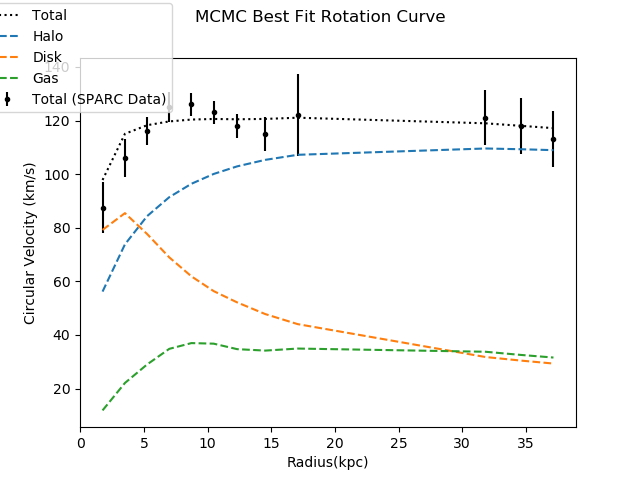 MCMC Best Fit Rotation Curve
Total
Halo
Disk
Gas
Total (SPARC Data)
140
120
100
80
60
40
20
Circular Velocity (km/s)
0 5 10 15 20 25 30 35
Radius(kpc)